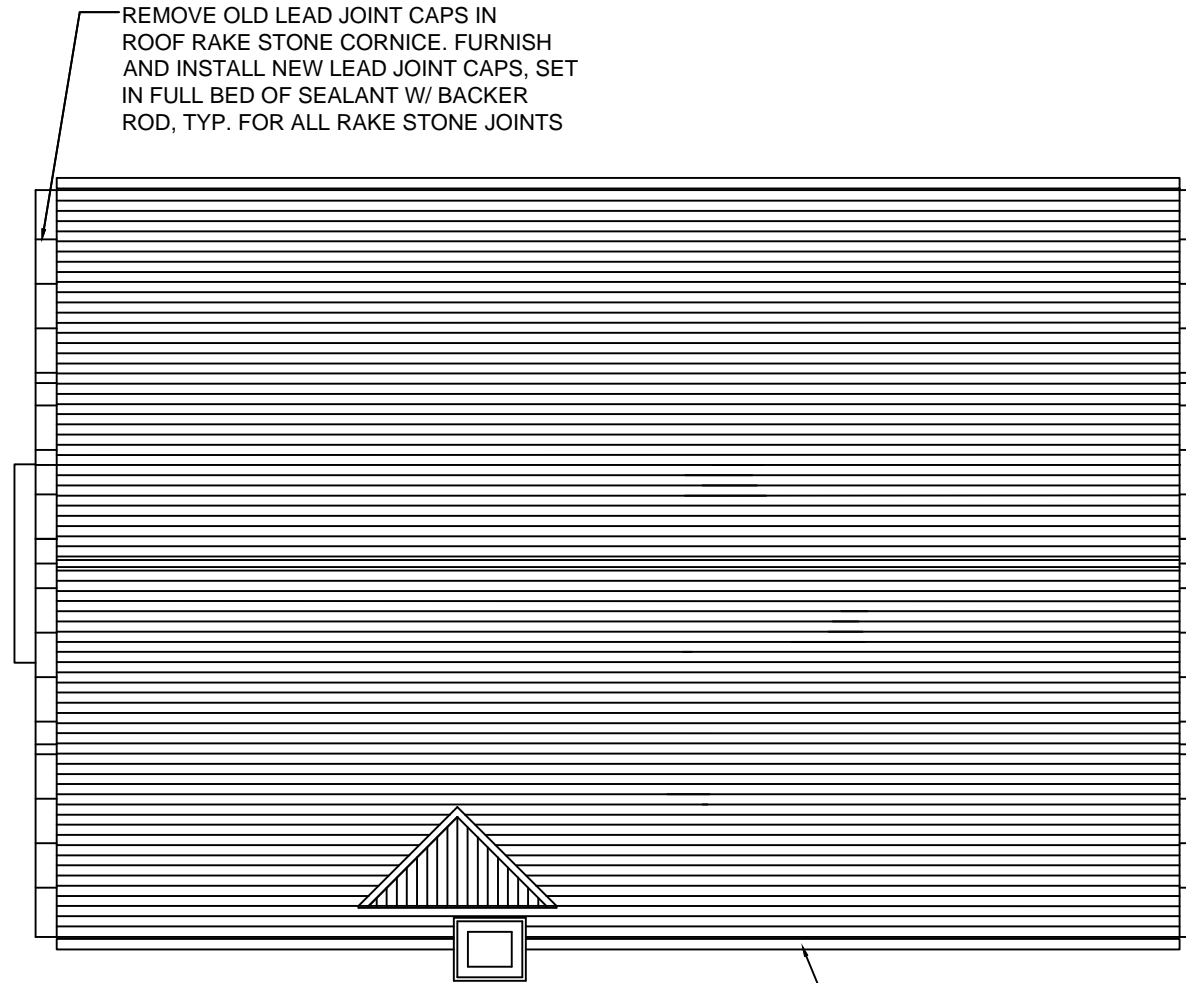 REMOVE OLD LEAD JOINT CAPS IN
ROOF RAKE STONE CORNICE. FURNISH
AND INSTALL NEW LEAD JOINT CAPS, SET
IN FULL BED OF SEALANT W/ BACKER
ROD, TYP. FOR ALL RAKE STONE JOINTS